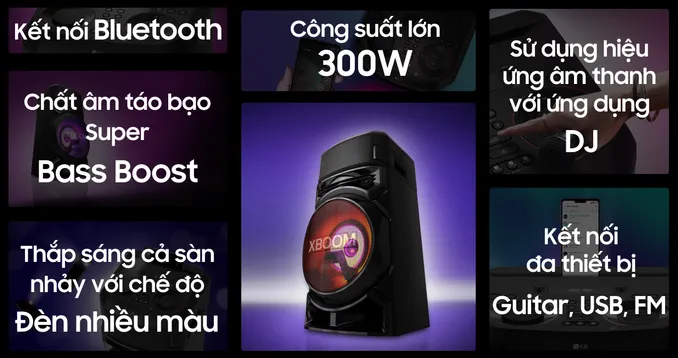 Kết nối Bluetooth
Chất âm táo bạo
Super
Bass Boost
Thắp sáng cả sàn
nhảy với chế độ
Đèn nhiều màu
Công suất lớn
300W
XBOOM
Sử dụng hiệu
ứng âm thanh
với ứng dụng
DJ
Kết nối
đa thiết bị
Guitar, USB, FM
LG